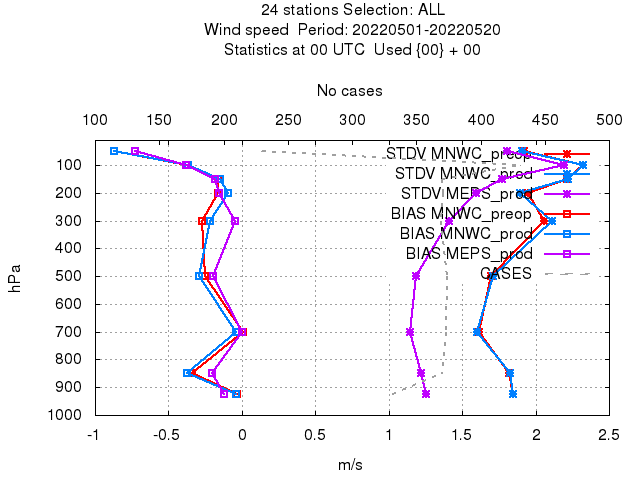 24 stations Selection: ALL
Wind speed  Period: 20220501-20220520
Statistics at 00 UTC  Used {00} + 00
No cases
100 150 200 250 300 350 400 450 500
STDV MNWC_preop
STDV MNWC_prod
STDV MEPS_prod
BIAS MNWC_preop
BIAS MNWC_prod
BIAS MEPS_prod
CASES
hPa
100
200
300
400
500
600
700
800
900
1000
-1 -0.5 0 0.5 1 1.5 2 2.5
m/s